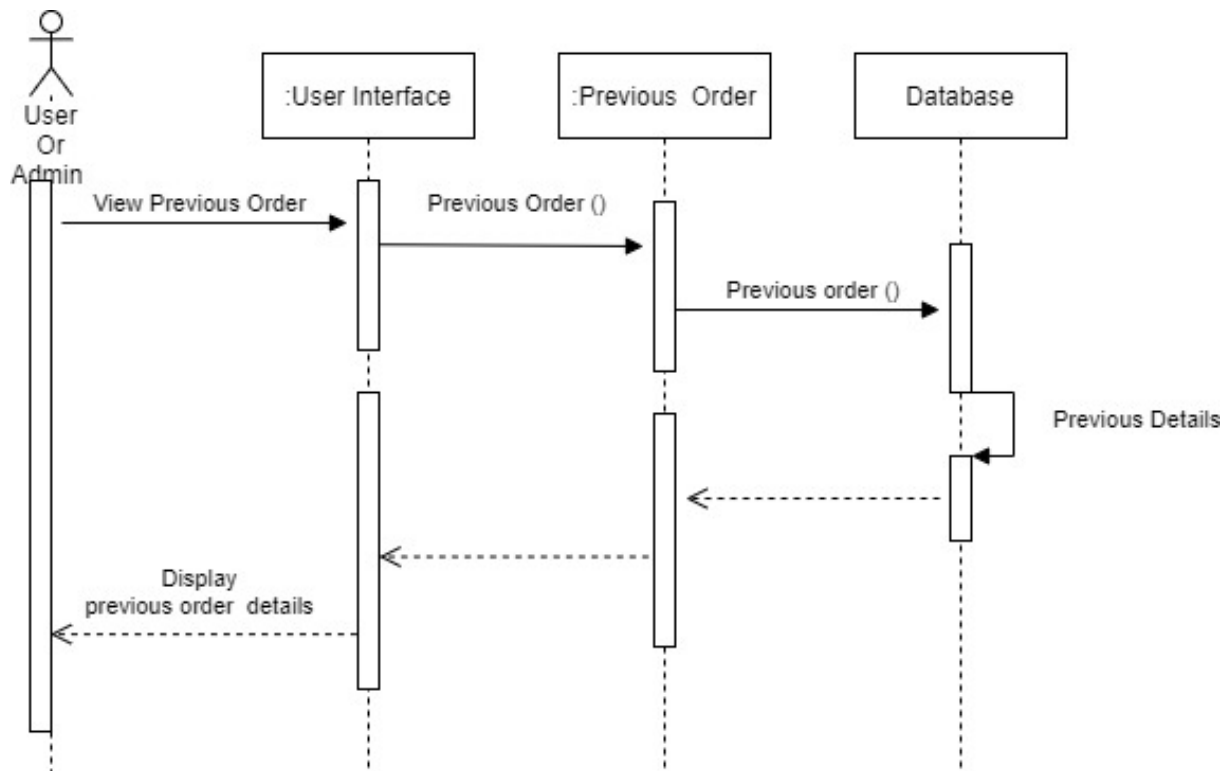 User
Or
Admin
:User Interface
:Previous Order
Database
View Previous Order
Previous Order ()
Previous order ()
Previous Details
Display
previous order details